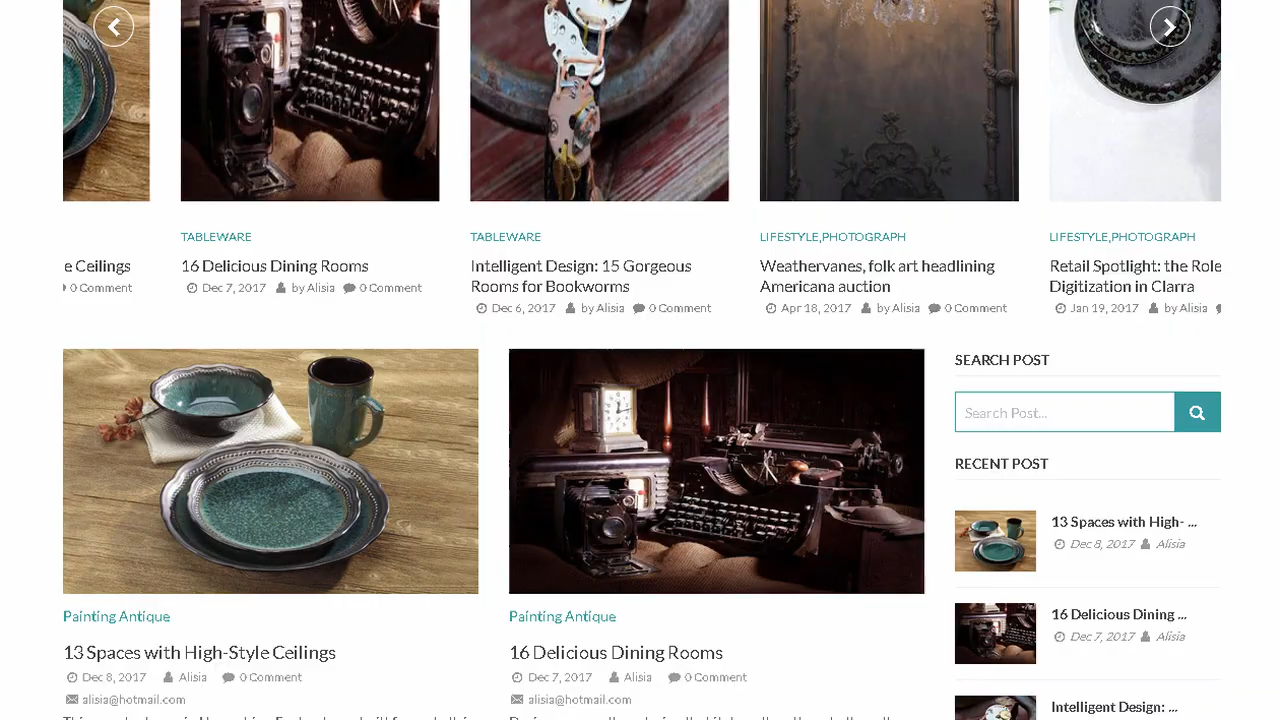 TABLEWARE
TABLEWARE
LIFESTYLE,PHOTOGRAPH
LIFESTYLE,PHOTOGRAPH
e Ceilings
0 Comment
16 Delicious Dining Rooms
Dec 7, 2017 by Alisia 0 Comment
Intelligent Design: 15 Gorgeous
Rooms for Bookworms
Dec 6, 2017 by Alisia 0 Comment
Weathervanes, folk art headlining
Americana auction
Apr 18, 2017 by Alisia 0 Comment
Retail Spotlight: the Role
Digitization in Clarra
Jan 19, 2017 by Alisia
Painting Antique
13 Spaces with High-Style Ceilings
Dec 8, 2017 Alisia 0 Comment
alisia@hotmail.com
Painting Antique
16 Delicious Dining Rooms
Dec 7, 2017 Alisia 0 Comment
alisia@hotmail.com
SEARCH POST
Search Post...
RECENT POST
13 Spaces with High- ...
Dec 8, 2017 Alisia
16 Delicious Dining ...
Dec 7, 2017 Alisia
Intelligent Design: ...